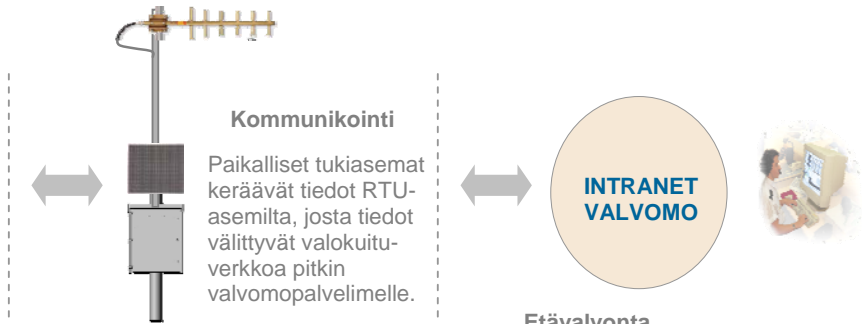 Kommunikointi
Paikalliset tukiasemat
keräävät tiedot RTU-
asemilta, josta tiedot
välittyvät valokuitu-
verkkoa pitkin
valvomopalvelimelle.
INTRANET
VALVOMO
Etävalvonta